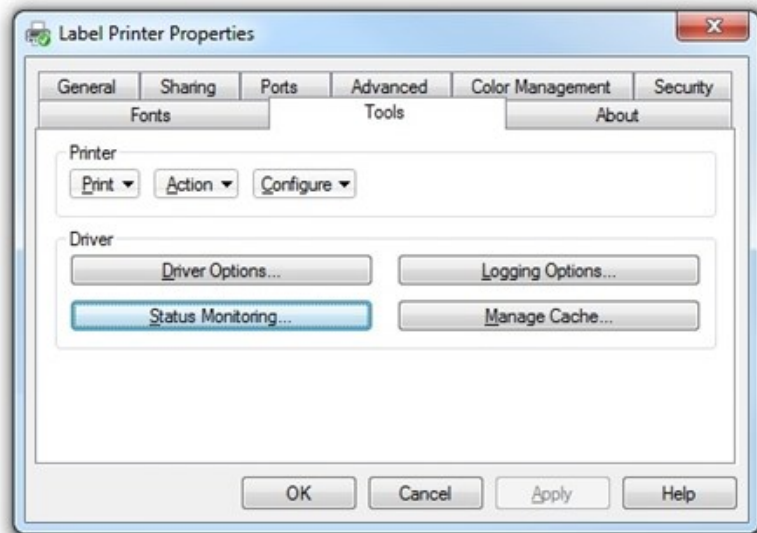 Label Printer Properties
General Sharing Ports Advanced Color Management Security
Fonts Tools About
Printer
Print Action Configure
Driver
Driver Options... Logging Options...
Status Monitoring... Manage Cache...
OK Cancel Apply Help